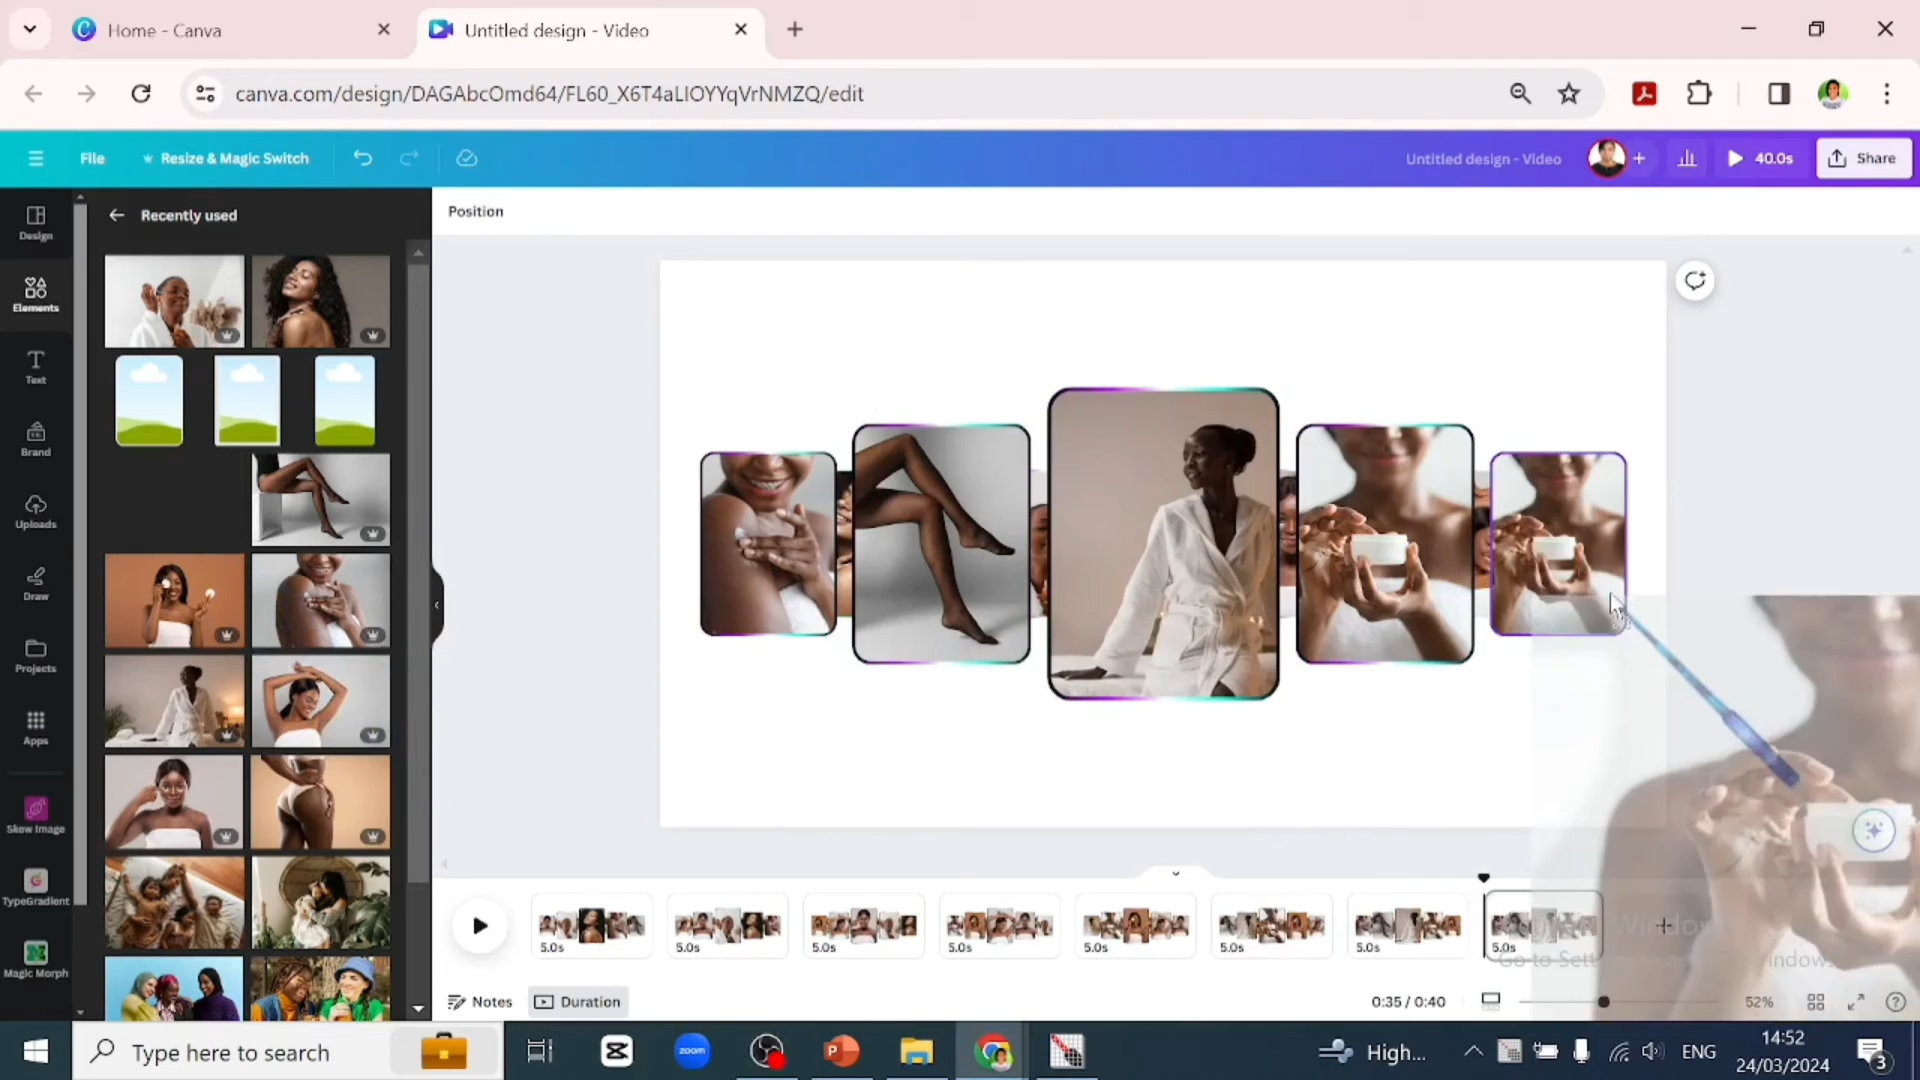 Home - Canva
Untitled design - Video
canva.com/design/DAGAbcOmd64/FL60_X6T4aLIOYYqVrNMZQ/edit
File
Resize & Magic Switch
Untitled design - Video
40.0s
Share
Design
Elements
Text
Brand
Uploads
Draw
Projects
Apps
Skew Image
TypeGradient
Magic Morph
Recently used
Position
5.0s
5.0s
5.0s
5.0s
5.0s
5.0s
5.0s
5.0s
Notes
Duration
0:35 / 0:40
52%
Type here to search
zoom
High...
ENG
14:52
24/03/2024
3